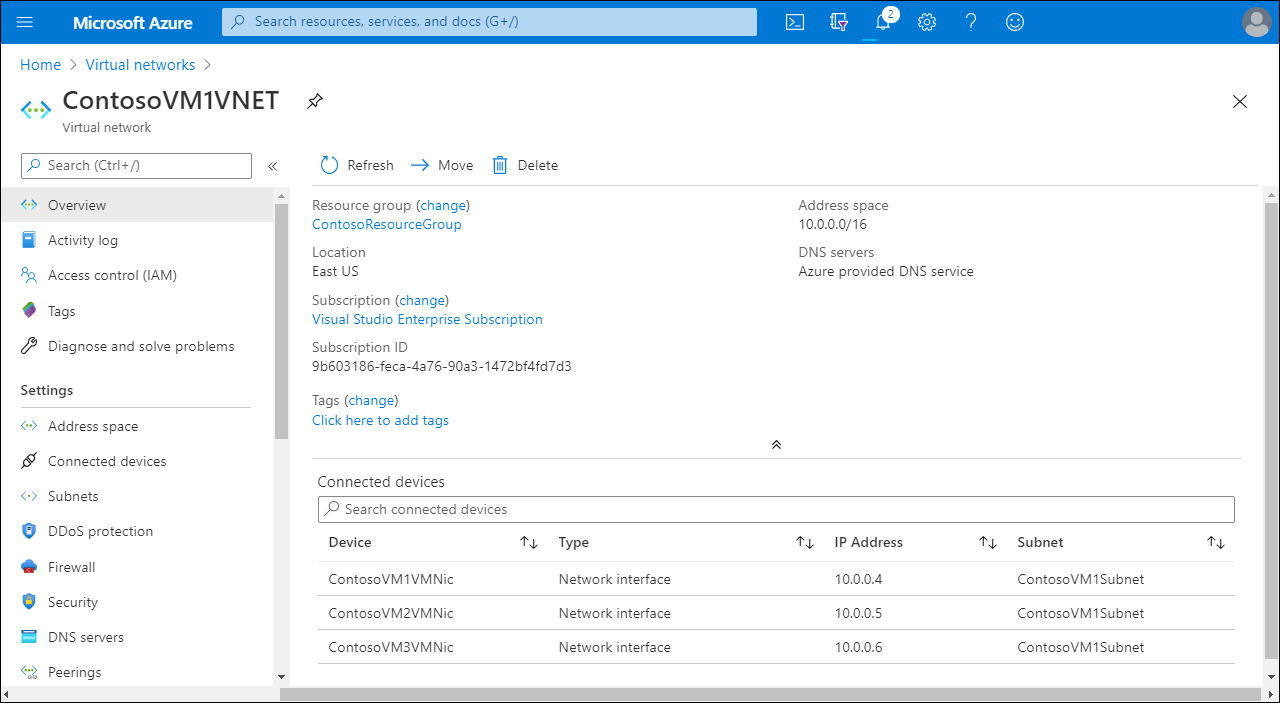 Microsoft Azure
Search resources, services, and docs (G+/)
2
Home > Virtual networks >
ContosoVM1VNET
Virtual network
Search (Ctrl+/)
«
Overview
Activity log
Access control (IAM)
Tags
Diagnose and solve problems
Settings
Address space
Connected devices
Subnets
DDoS protection
Firewall
Security
DNS servers
Peerings
Refresh Move Delete
Resource group (change)
ContosoResourceGroup
Location
East US
Subscription (change)
Visual Studio Enterprise Subscription
Subscription ID
9b603186-feca-4a76-90a3-1472bf4fd7d3
Tags (change)
Click here to add tags
Address space
10.0.0.0/16
DNS servers
Azure provided DNS service
Connected devices
Search connected devices
Device Type IP Address Subnet
ContosoVM1VMNic Network interface 10.0.0.4 ContosoVM1Subnet
ContosoVM2VMNic Network interface 10.0.0.5 ContosoVM1Subnet
ContosoVM3VMNic Network interface 10.0.0.6 ContosoVM1Subnet